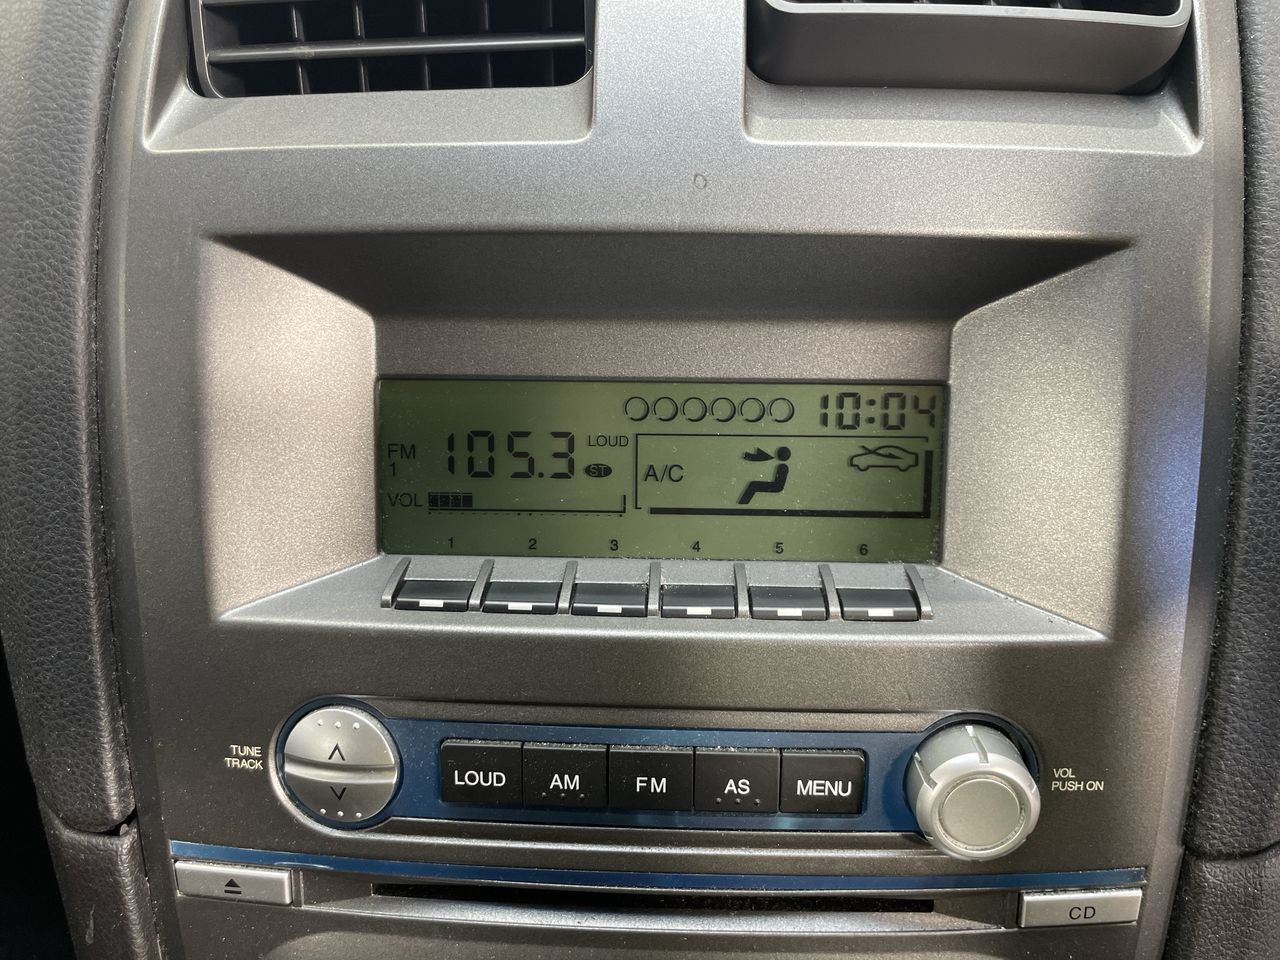 10:04
FM 105.3 LOUD
1 ST
A/C
VOL
1 2 3 4 5 6
TUNE
TRACK
LOUD AM FM AS MENU
VOL
PUSH ON
CD